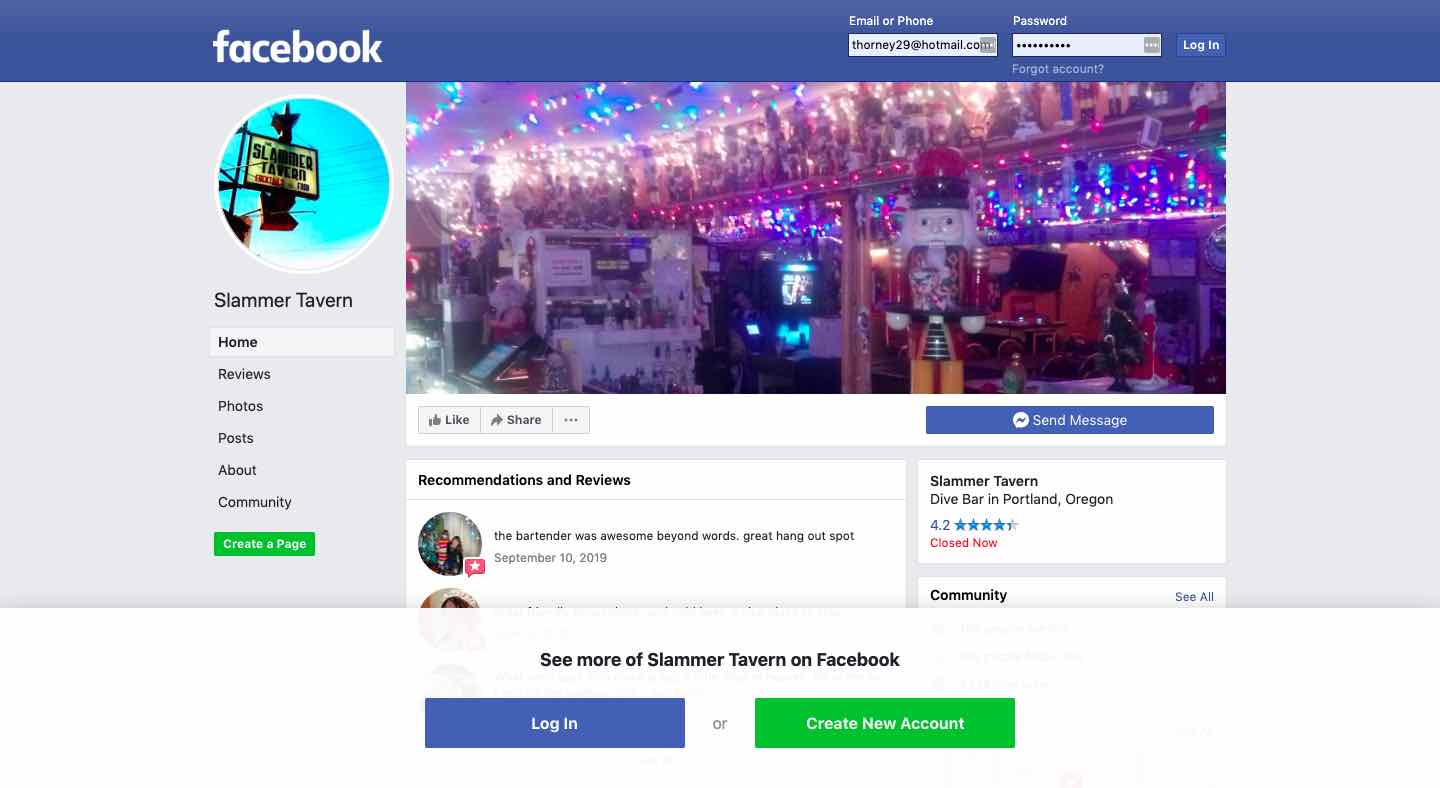 facebook
Email or Phone
Password
thorney29@hotmail.com
••••••••••
Log In
Forgot account?
SLAMMER
TAVERN
COCKTAILS
FOOD
Slammer Tavern
Home
Reviews
Photos
Posts
About
Community
Create a Page
Like
Share
Send Message
Recommendations and Reviews
the bartender was awesome beyond words. great hang out spot
September 10, 2019
Slammer Tavern
Dive Bar in Portland, Oregon
4.2
Closed Now
Community
See All
See more of Slammer Tavern on Facebook
Log In
or
Create New Account